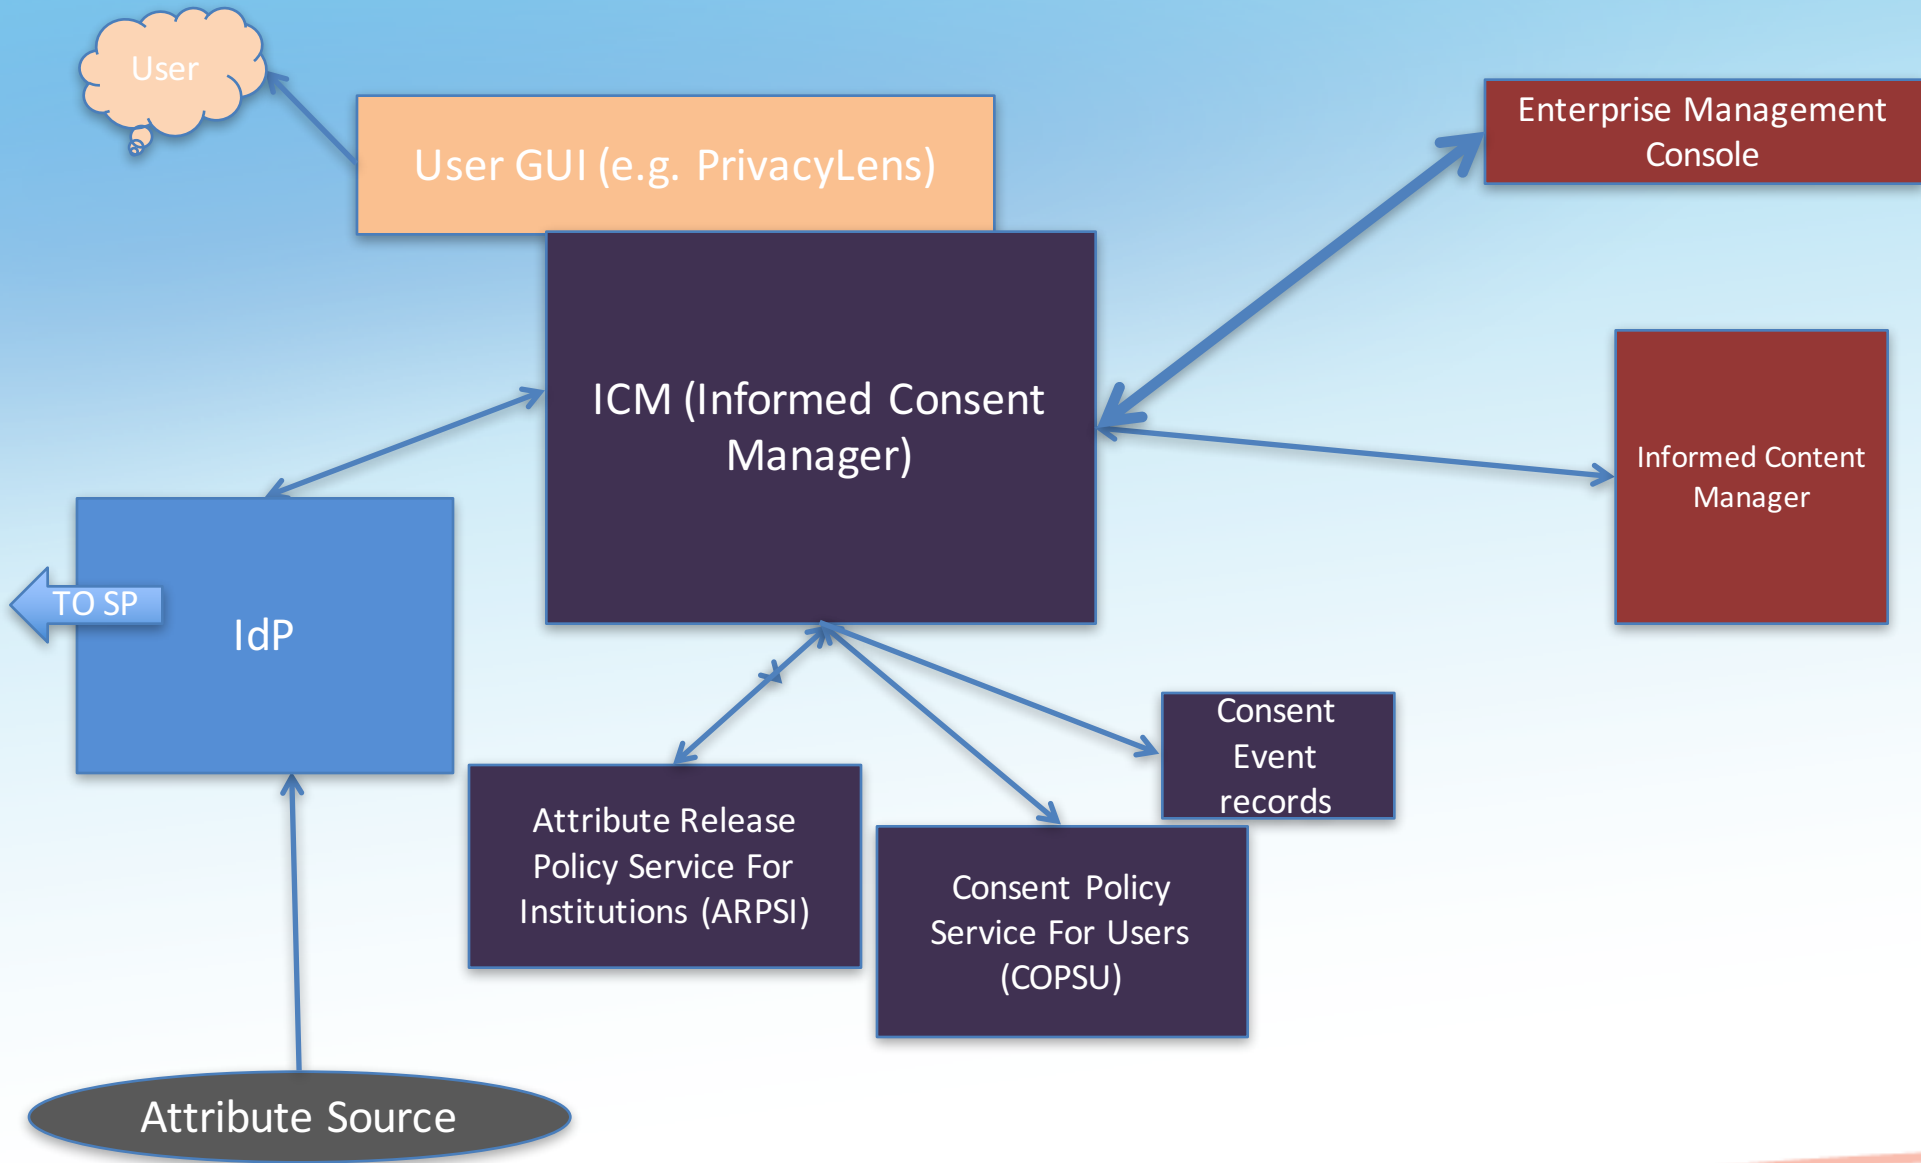 User
User GUI (e.g. PrivacyLens)
Enterprise Management
Console
ICM (Informed Consent
Manager)
Informed Content
Manager
TO SP
IdP
Consent
Event
records
Attribute Release
Policy Service For
Institutions (ARPSI)
Consent Policy
Service For Users
(COPSU)
Attribute Source